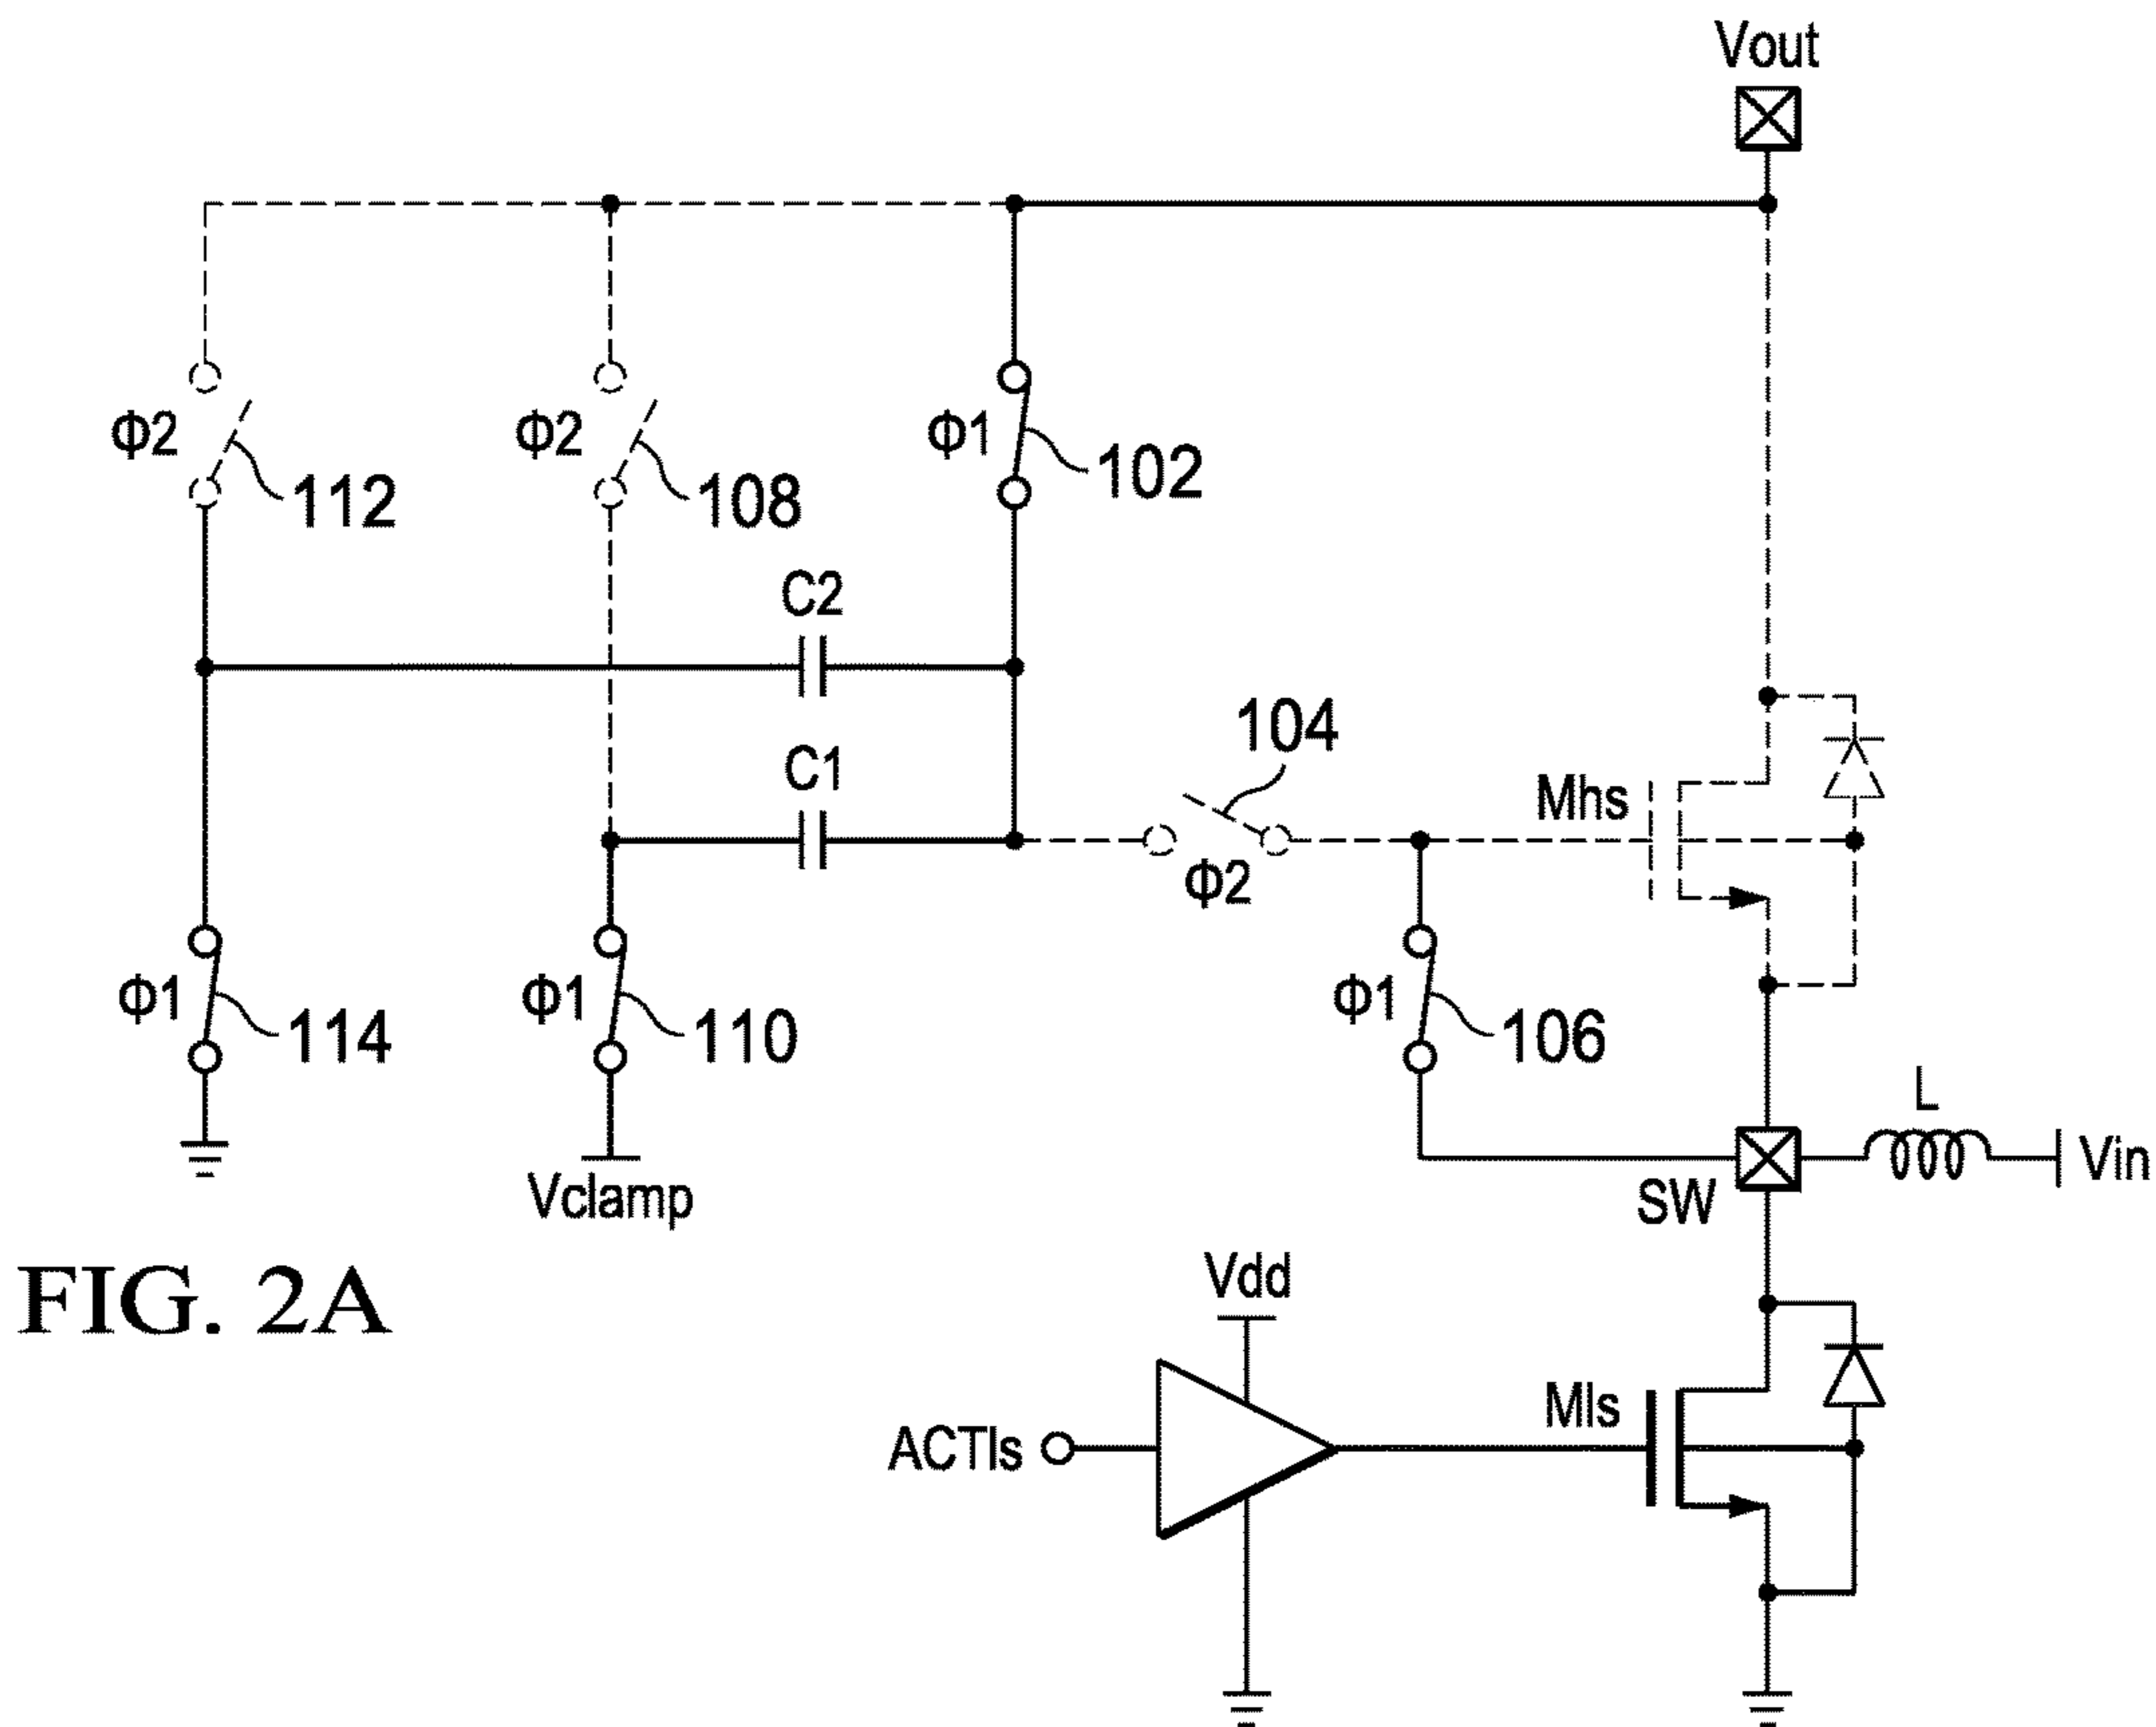 Vout
Φ2
112
Φ2
108
Φ1
102
C2
104
C1
Mhs
Φ2
Φ1
114
Φ1
110
Φ1
106
L
Vin
Vclamp
SW
Vdd
FIG. 2A
Mls
ACTls